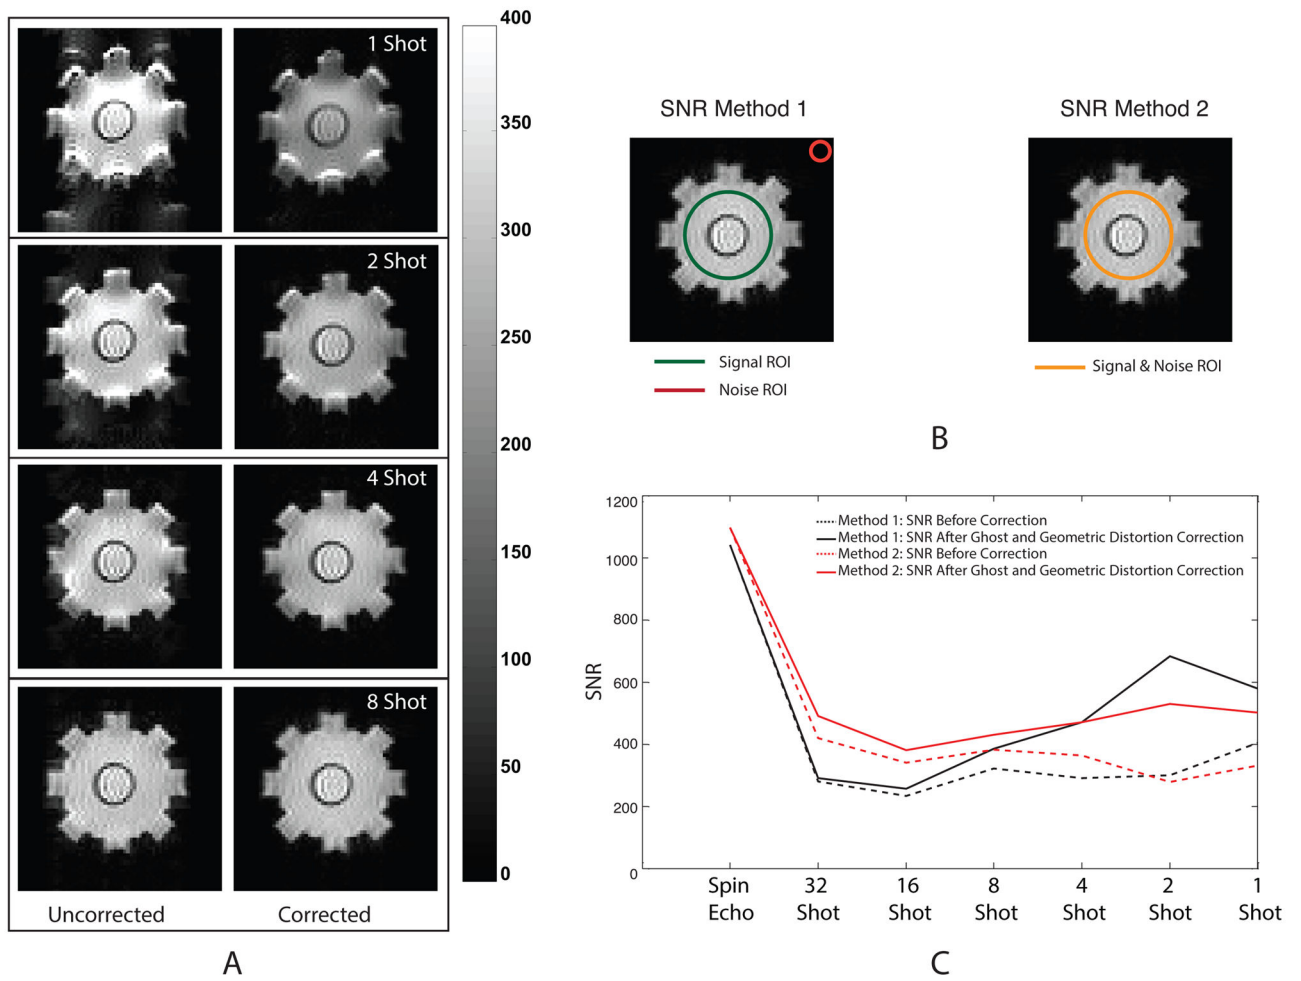 1 Shot
2 Shot
4 Shot
8 Shot
Uncorrected
Corrected
400
350
300
250
200
150
100
50
0
A
SNR Method 1
SNR Method 2
Signal ROI
Noise ROI
Signal & Noise ROI
B
1200
1000
800
600
400
200
0
SNR
Method 1: SNR Before Correction
Method 1: SNR After Ghost and Geometric Distortion Correction
Method 2: SNR Before Correction
Method 2: SNR After Ghost and Geometric Distortion Correction
Spin Echo
32 Shot
16 Shot
8 Shot
4 Shot
2 Shot
1 Shot
C